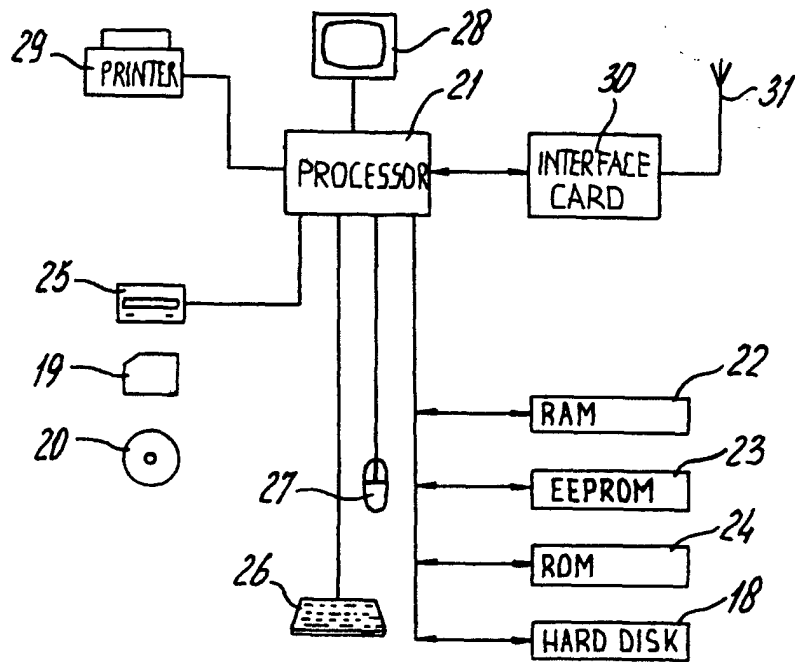 28
29
PRINTER
21
30
31
PROCESSOR
INTERFACE
CARD
25
19
20
27
26
22
RAM
23
EEPROM
24
ROM
18
HARD DISK